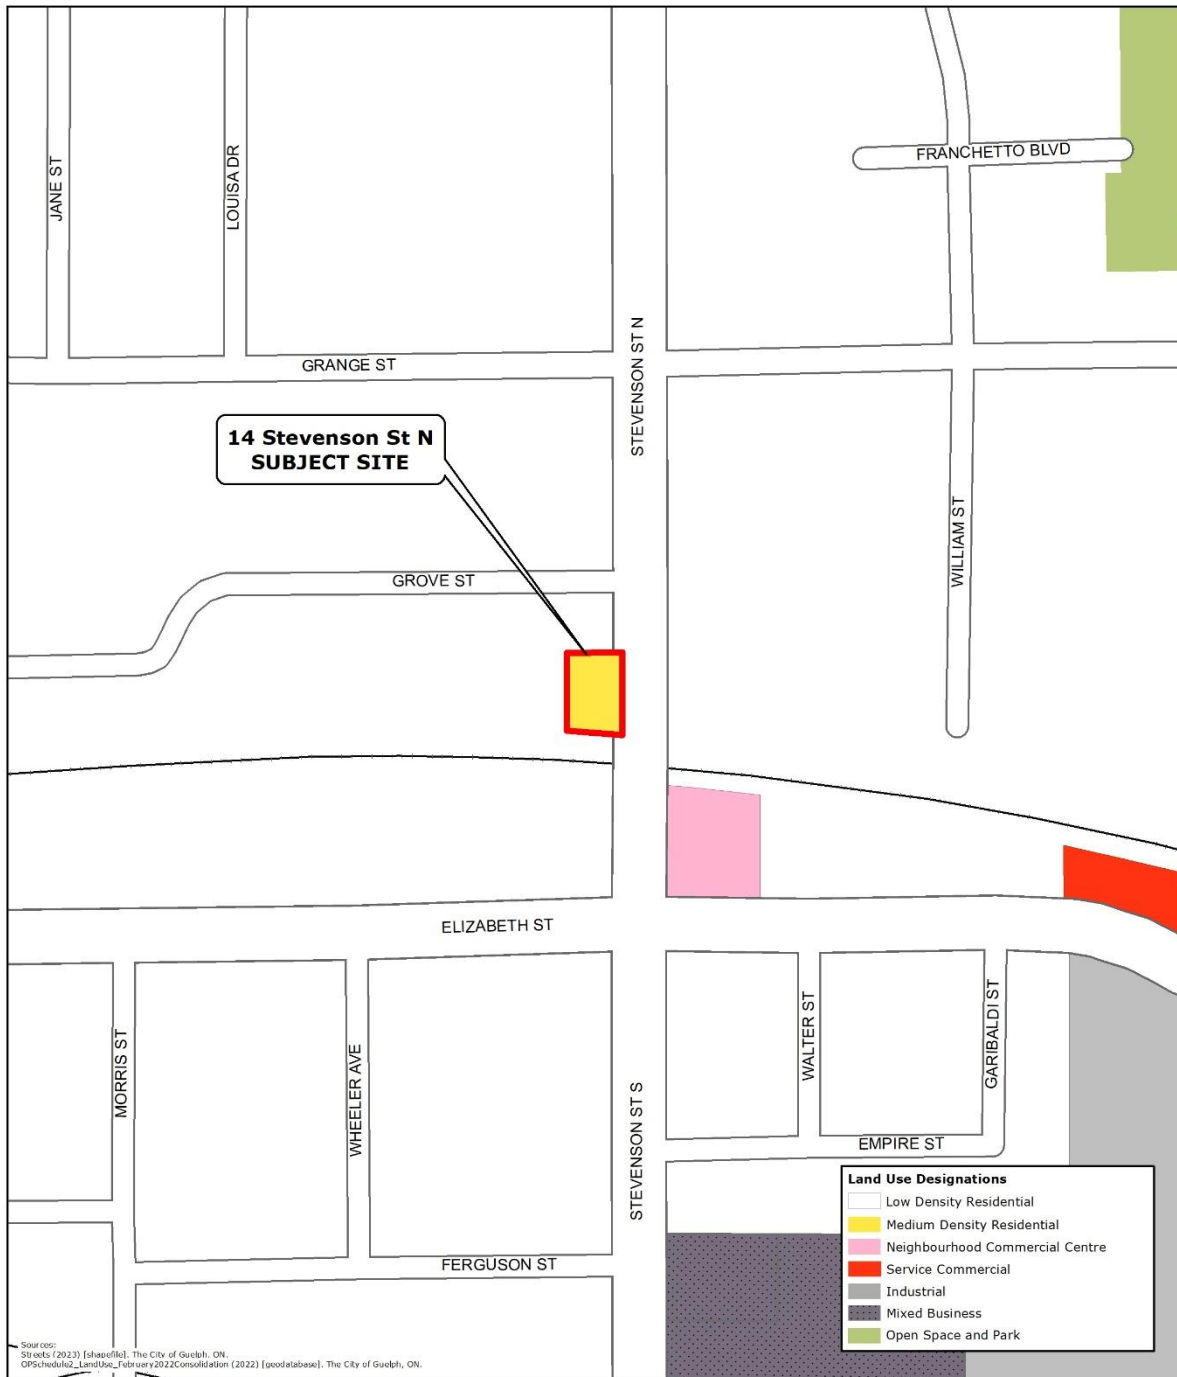 JANE ST
LOUISA DR
FRANCHETTO BLVD
STEVENSON ST N
GRANGE ST
14 Stevenson St N
SUBJECT SITE
WILLIAM ST
GROVE ST
ELIZABETH ST
MORRIS ST
WHEELER AVE
STEVENSON ST S
WALTER ST
GARIBALDI ST
EMPIRE ST
FERGUSON ST
Land Use Designations
Low Density Residential
Medium Density Residential
Neighbourhood Commercial Centre
Service Commercial
Industrial
Mixed Business
Open Space and Park
Sources:
Streets (2023) [shapefile]. The City of Guelph. ON.
OPSchedule2_LandUse_February2022Consolidation (2022) [geodatabase]. The City of Guelph, ON.